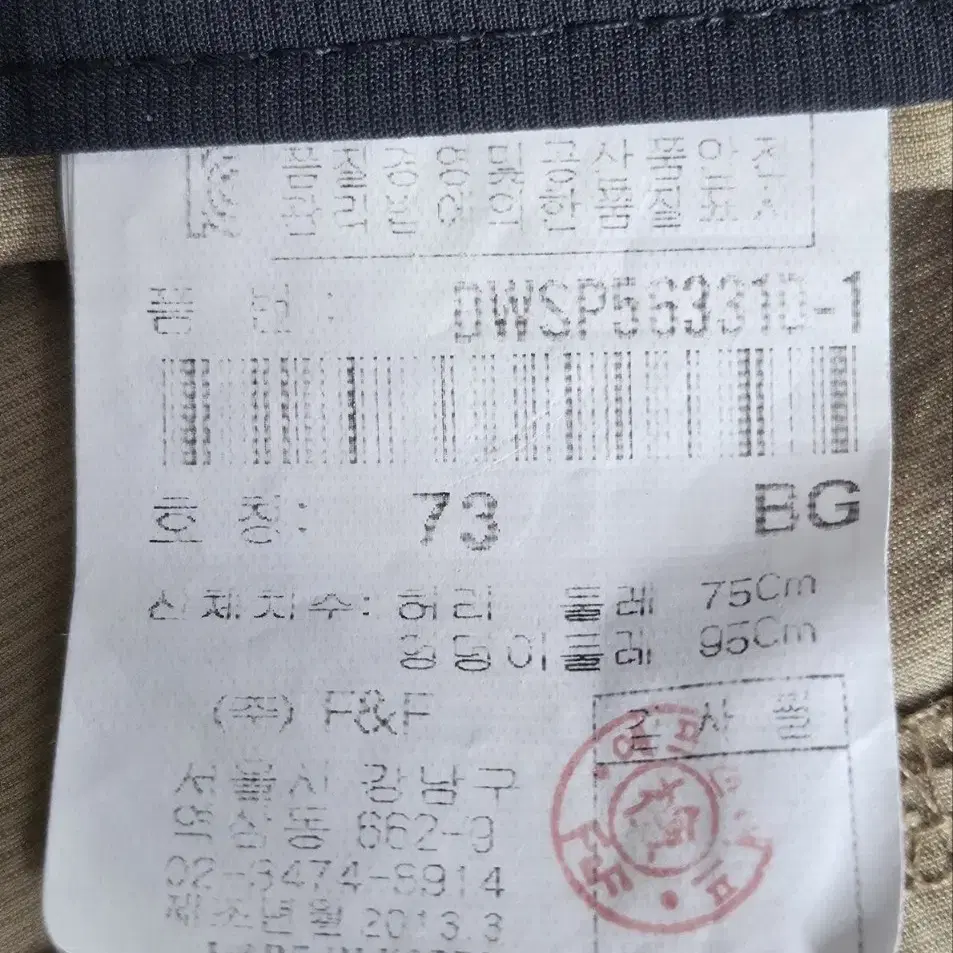 품질경영및공사품안전
관리법에의한품질표시
품 번 : DWSP563310-1
호 칭 : 73 BG
신체치수: 허리 둘레 75Cm
엉덩이둘레 95Cm
(주) F&F
검 사 필
서울시 강남구
역삼동 662-9
02-3474-8914
제조년월 2013.3